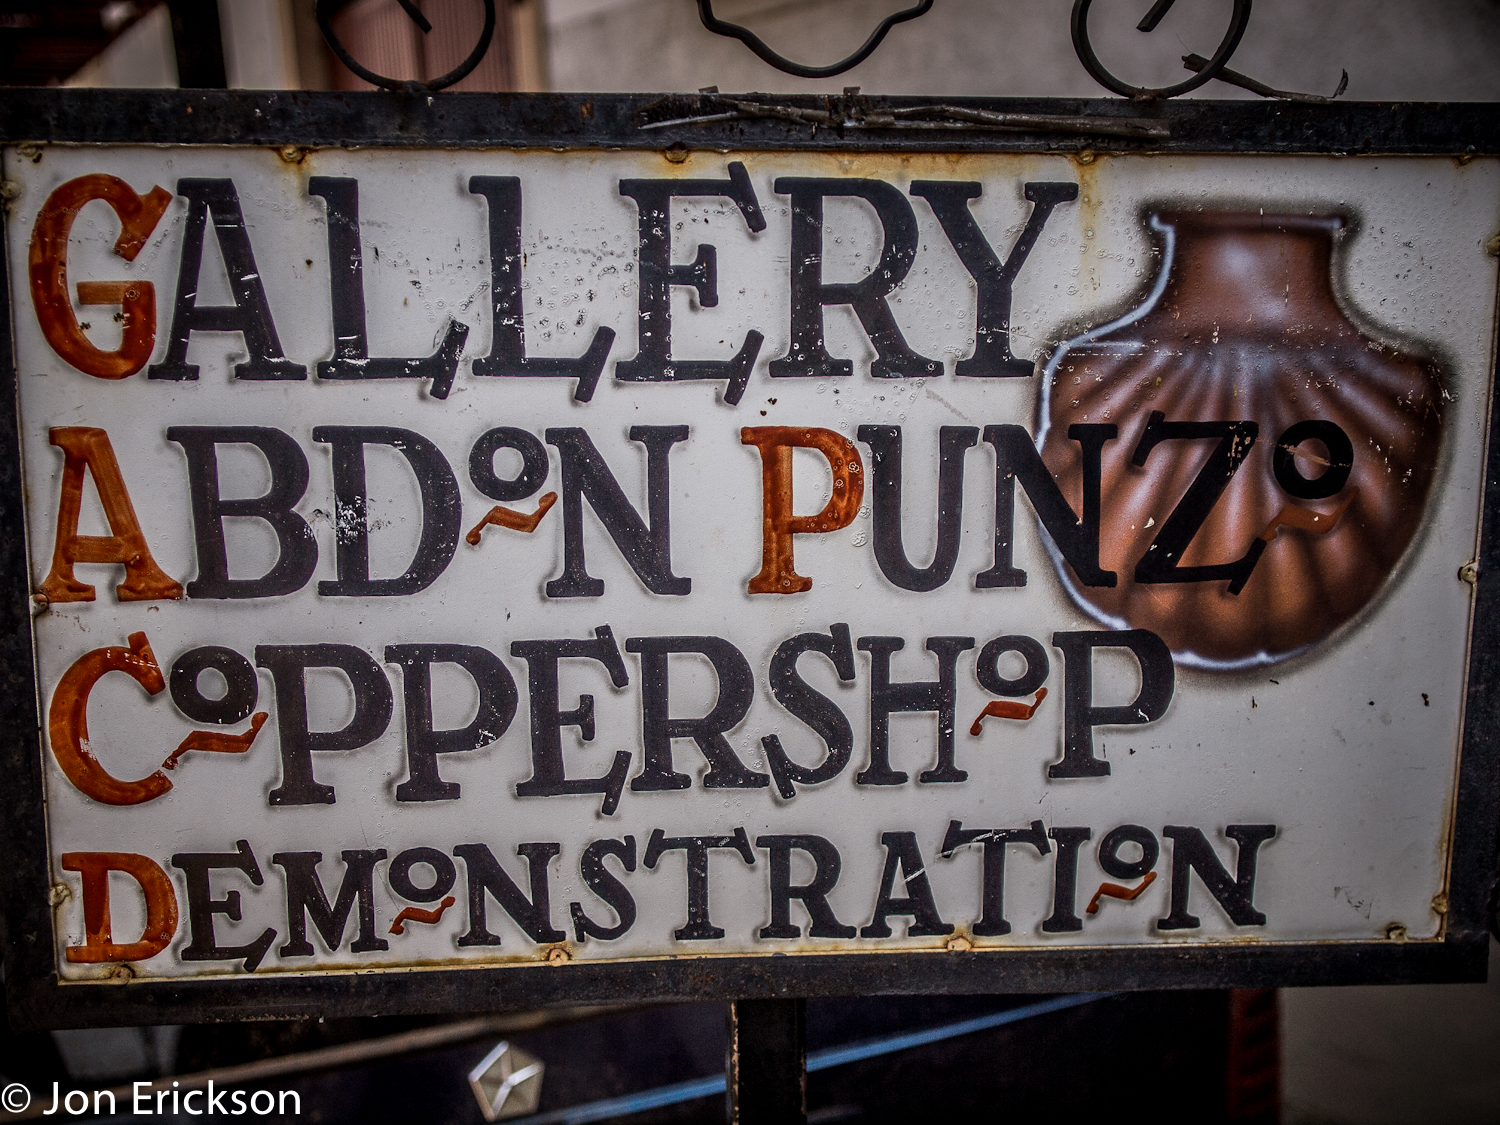 GALLERY
ABDON PUNZO
COPPERSHOP
DEMONSTRATION
© Jon Erickson